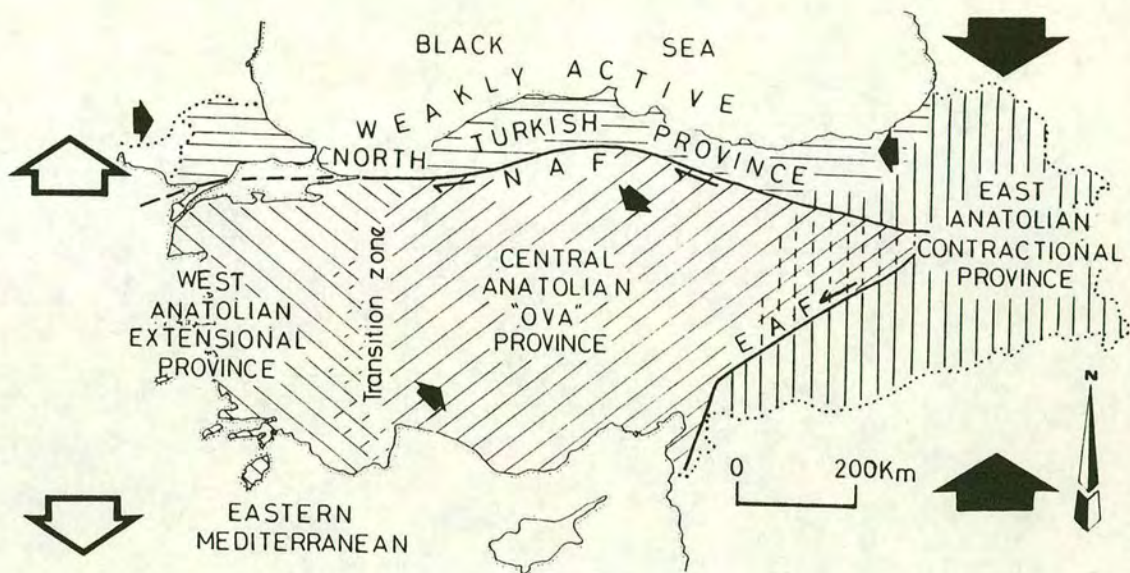 BLACK SEA
WEAKLY ACTIVE
NORTH TURKISH PROVINCE
NAF
EAST
ANATOLIAN
CONTRACTIONAL
PROVINCE
WEST
ANATOLIAN
EXTENSIONAL
PROVINCE
Transition zone
CENTRAL
ANATOLIAN
"OVA"
PROVINCE
EAF
N
0 200Km
EASTERN
MEDITERRANEAN